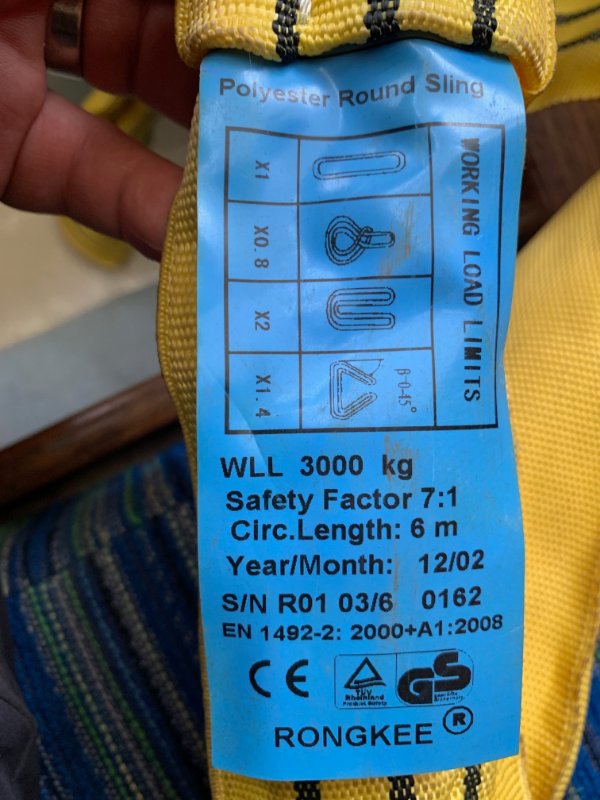 Polyester Round Sling
WORKING LOAD LIMITS
X1
X0.8
X2
X1.4
β=0-45°
WLL 3000 kg
Safety Factor 7:1
Circ.Length: 6 m
Year/Month: 12/02
S/N R01 03/6 0162
EN 1492-2: 2000+A1:2008
CE
TÜV
Rheinland
Product Safety
GS
RONGKEE ®